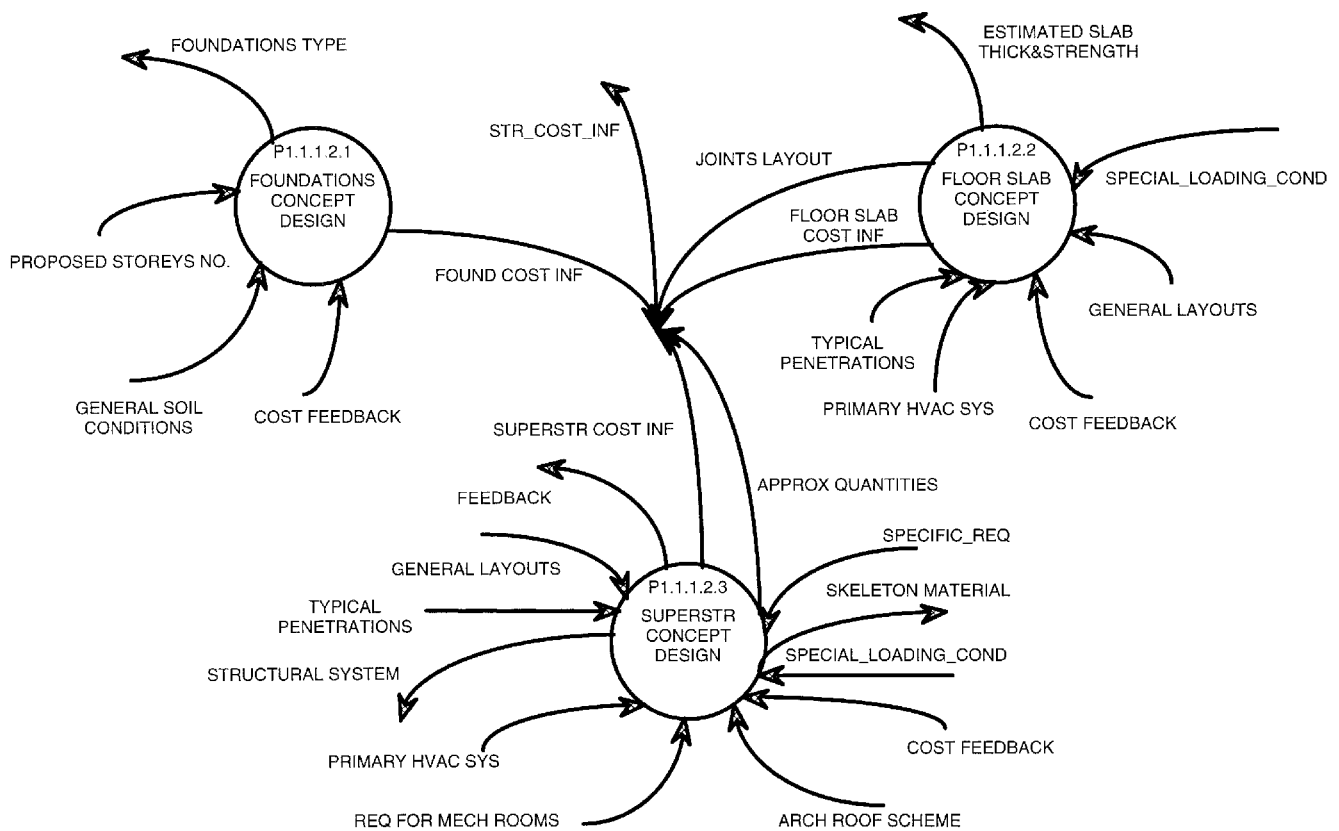 FOUNDATIONS TYPE
ESTIMATED SLAB
THICK&STRENGTH
STR_COST_INF
P1.1.1.2.1
FOUNDATIONS
CONCEPT
DESIGN
JOINTS LAYOUT
P1.1.1.2.2
FLOOR SLAB
CONCEPT
DESIGN
SPECIAL_LOADING_COND
FLOOR SLAB
COST INF
PROPOSED STOREYS NO.
FOUND COST INF
GENERAL LAYOUTS
TYPICAL
PENETRATIONS
GENERAL SOIL
CONDITIONS
COST FEEDBACK
PRIMARY HVAC SYS
COST FEEDBACK
SUPERSTR COST INF
FEEDBACK
APPROX QUANTITIES
SPECIFIC_REQ
GENERAL LAYOUTS
P1.1.1.2.3
SUPERSTR
CONCEPT
DESIGN
SKELETON MATERIAL
TYPICAL
PENETRATIONS
SPECIAL_LOADING_COND
STRUCTURAL SYSTEM
PRIMARY HVAC SYS
COST FEEDBACK
REQ FOR MECH ROOMS
ARCH ROOF SCHEME